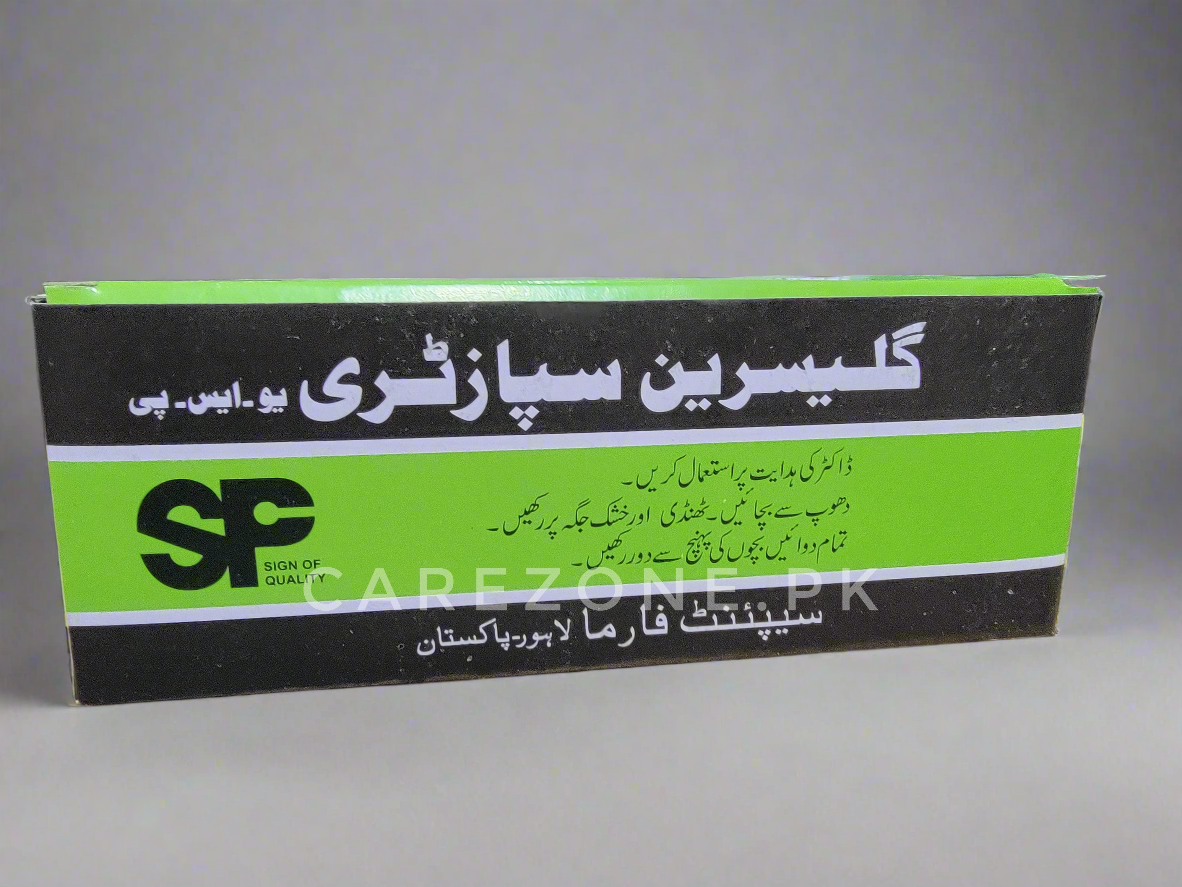 گلیسرین سپازٹری یو-ایس-پی
ڈاکٹر کی ہدایت پر استعمال کریں۔
دھوپ سے بچائیں۔ ٹھنڈی اور خشک جگہ پر رکھیں۔
تمام دوائیں بچوں کی پہنچ سے دور رکھیں۔
SP
SIGN OF
QUALITY
CAREZONE.PK
سیپئنٹ فارما لاہور-پاکستان